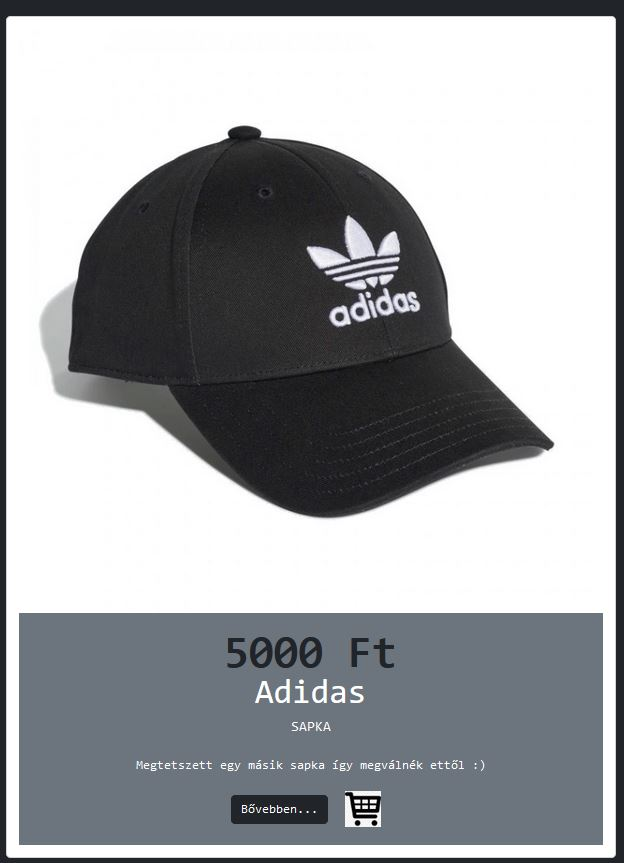 adidas
5000 Ft
Adidas
SAPKA
Megtetszett egy másik sapka így megválnék ettől :)
Bővebben...